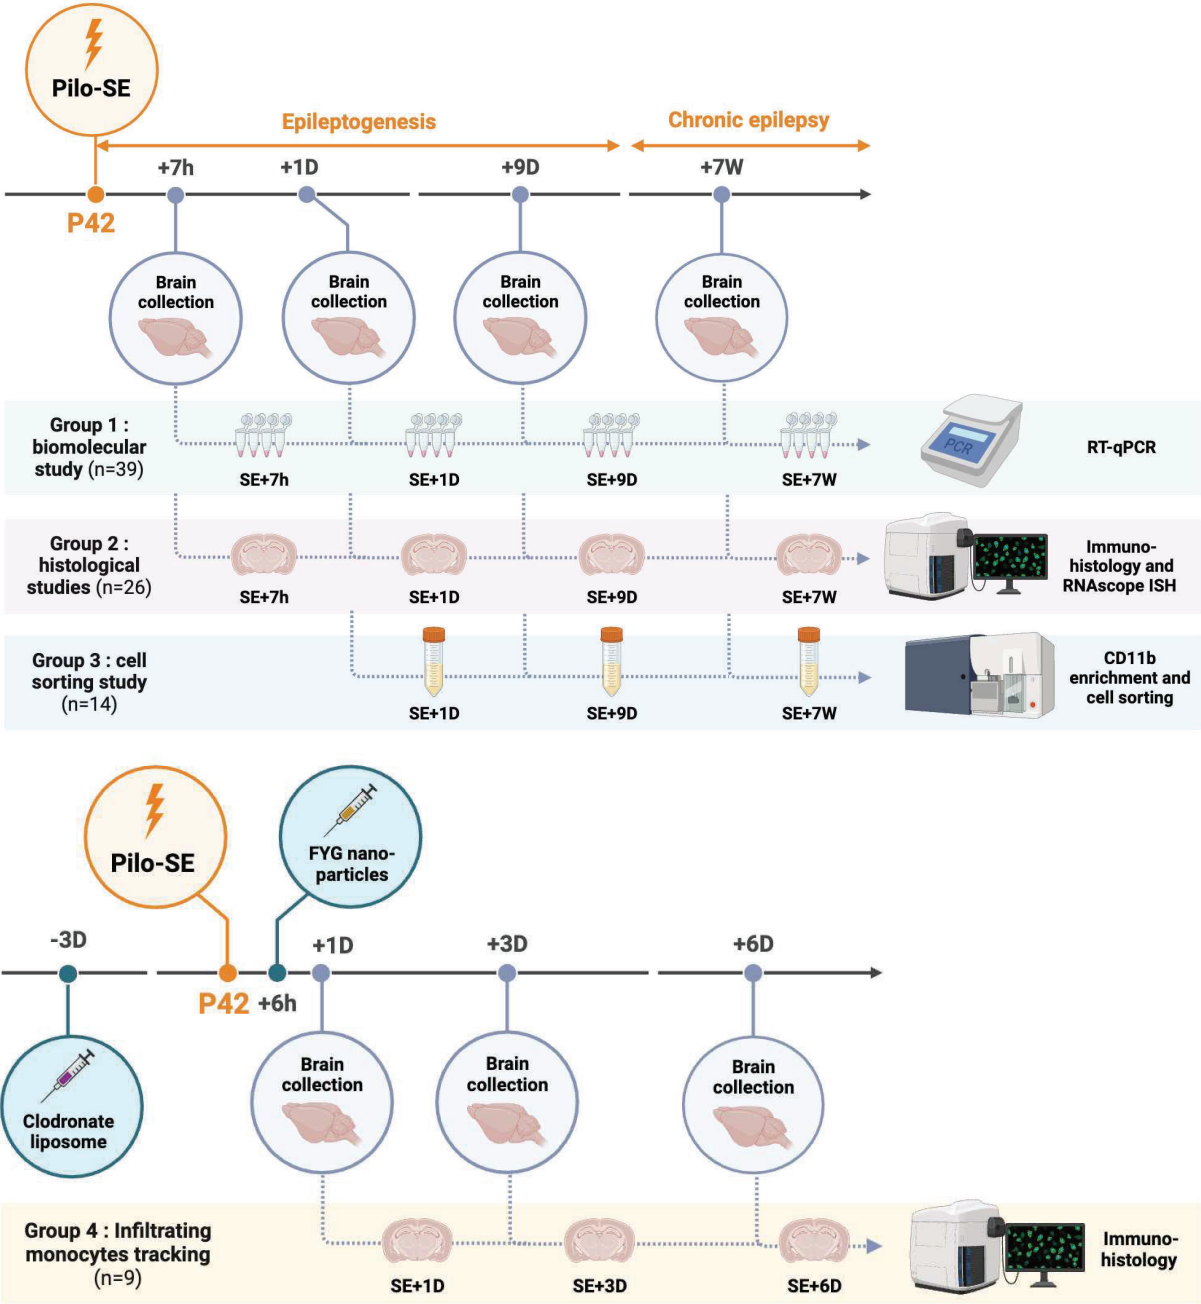 Pilo-SE
Epileptogenesis
Chronic epilepsy
+7h
+1D
+9D
+7W
P42
Brain
collection
Brain
collection
Brain
collection
Brain
collection
Group 1 :
biomolecular
study (n=39)
SE+7h
SE+1D
SE+9D
SE+7W
PCR
RT-qPCR
Group 2 :
histological
studies (n=26)
SE+7h
SE+1D
SE+9D
SE+7W
Immuno-
histology and
RNAscope ISH
Group 3 : cell
sorting study
(n=14)
SE+1D
SE+9D
SE+7W
CD11b
enrichment and
cell sorting
Pilo-SE
FYG nano-
particles
-3D
P42
+6h
+1D
+3D
+6D
Clodronate
liposome
Brain
collection
Brain
collection
Brain
collection
Group 4 : Infiltrating
monocytes tracking
(n=9)
SE+1D
SE+3D
SE+6D
Immuno-
histology